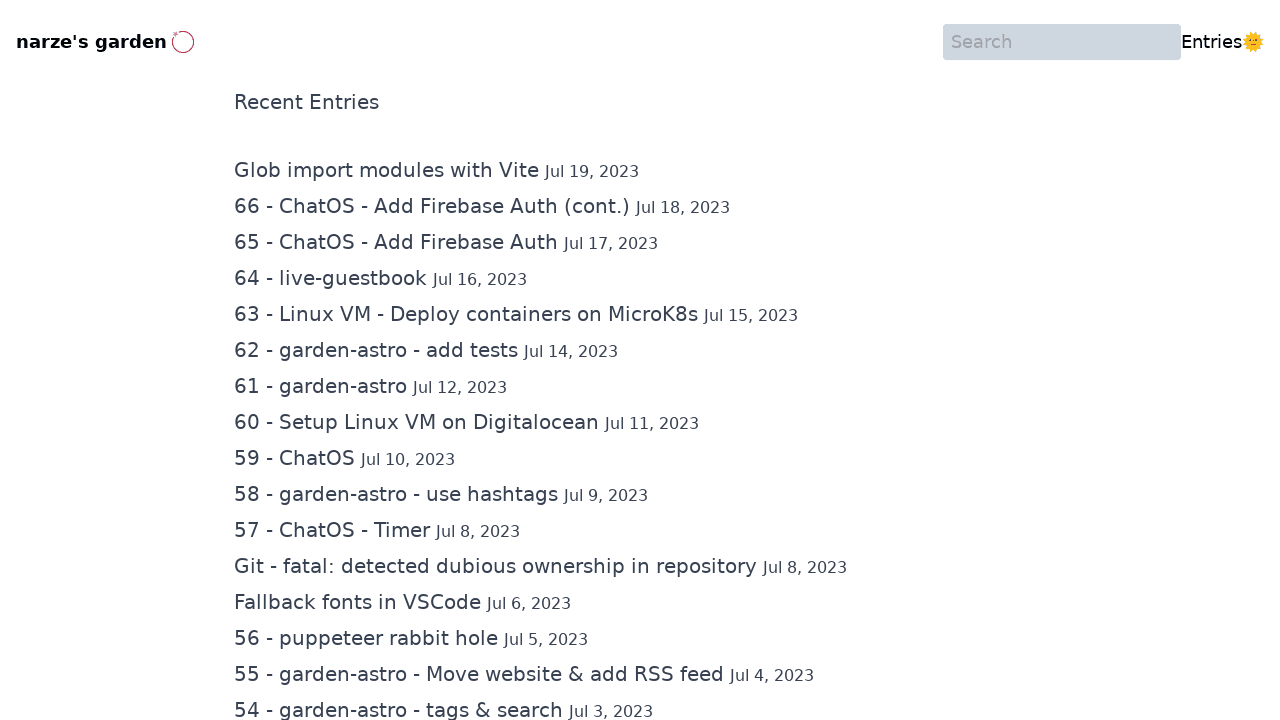 narze's garden
Search
Entries🌞
Recent Entries
Glob import modules with Vite Jul 19, 2023
66 - ChatOS - Add Firebase Auth (cont.) Jul 18, 2023
65 - ChatOS - Add Firebase Auth Jul 17, 2023
64 - live-guestbook Jul 16, 2023
63 - Linux VM - Deploy containers on MicroK8s Jul 15, 2023
62 - garden-astro - add tests Jul 14, 2023
61 - garden-astro Jul 12, 2023
60 - Setup Linux VM on Digitalocean Jul 11, 2023
59 - ChatOS Jul 10, 2023
58 - garden-astro - use hashtags Jul 9, 2023
57 - ChatOS - Timer Jul 8, 2023
Git - fatal: detected dubious ownership in repository Jul 8, 2023
Fallback fonts in VSCode Jul 6, 2023
56 - puppeteer rabbit hole Jul 5, 2023
55 - garden-astro - Move website & add RSS feed Jul 4, 2023
54 - garden-astro - tags & search Jul 3, 2023